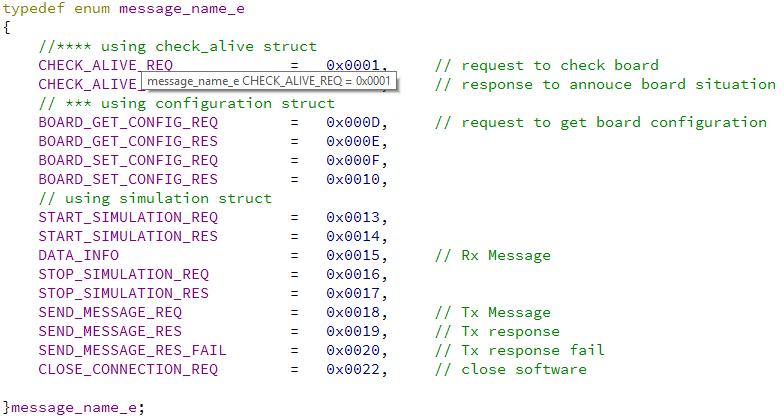 typedef enum message_name_e
{
//**** using check_alive struct
CHECK_ALIVE_REQ = 0x0001, // request to check board
message_name_e CHECK_ALIVE_REQ = 0x0001
CHECK_ALIVE_ , // response to annouce board situation
// *** using configuration struct
BOARD_GET_CONFIG_REQ = 0x000D, // request to get board configuration
BOARD_GET_CONFIG_RES = 0x000E,
BOARD_SET_CONFIG_REQ = 0x000F,
BOARD_SET_CONFIG_RES = 0x0010,
// using simulation struct
START_SIMULATION_REQ = 0x0013,
START_SIMULATION_RES = 0x0014,
DATA_INFO = 0x0015, // Rx Message
STOP_SIMULATION_REQ = 0x0016,
STOP_SIMULATION_RES = 0x0017,
SEND_MESSAGE_REQ = 0x0018, // Tx Message
SEND_MESSAGE_RES = 0x0019, // Tx response
SEND_MESSAGE_RES_FAIL = 0x0020, // Tx response fail
CLOSE_CONNECTION_REQ = 0x0022, // close software
}message_name_e;